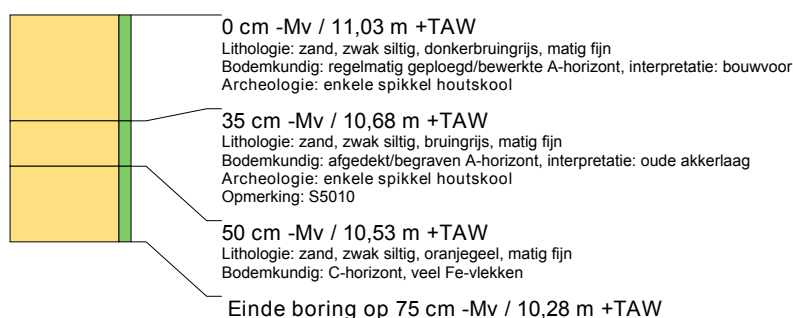 0 cm -Mv / 11,03 m +TAW
Lithologie: zand, zwak siltig, donkerbruingrijs, matig fijn
Bodemkundig: regelmatig geploegd/bewerkte A-horizont, interpretatie: bouwvoor
Archeologie: enkele spikkel houtskool
35 cm -Mv / 10,68 m +TAW
Lithologie: zand, zwak siltig, bruingrijs, matig fijn
Bodemkundig: afgedekt/begraven A-horizont, interpretatie: oude akkerlaag
Archeologie: enkele spikkel houtskool
Opmerking: S5010
50 cm -Mv / 10,53 m +TAW
Lithologie: zand, zwak siltig, oranjegeel, matig fijn
Bodemkundig: C-horizont, veel Fe-vlekken
Einde boring op 75 cm -Mv / 10,28 m +TAW